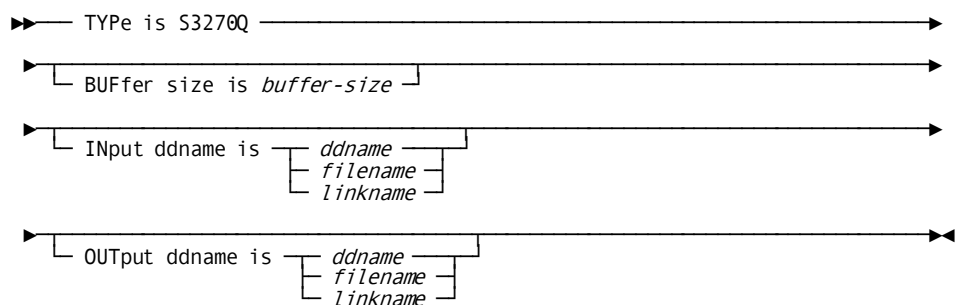 TYPe is S3270Q
BUFfer size is buffer-size
INput ddname is ddname
filename
linkname
OUTput ddname is ddname
filename
linkname